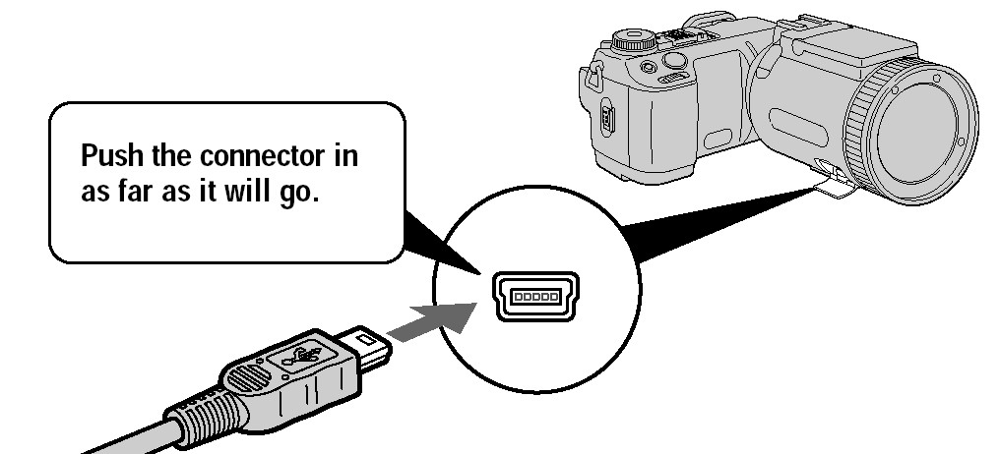 Push the connector in
as far as it will go.